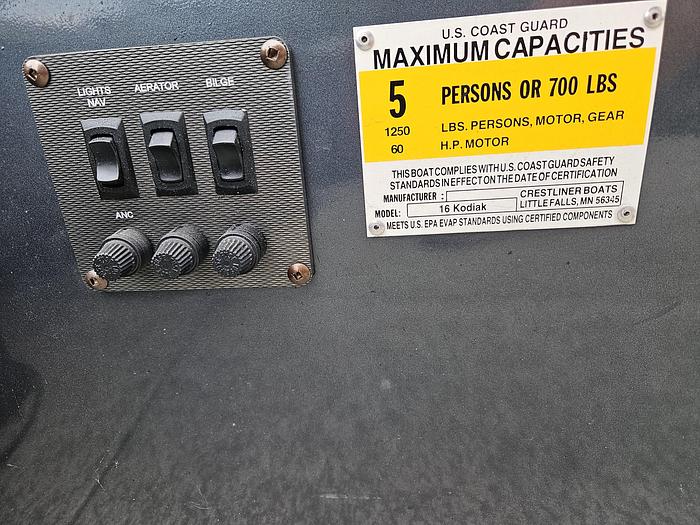 LIGHTS AERATOR BILGE
NAV
ANC
U.S. COAST GUARD
MAXIMUM CAPACITIES
5 PERSONS OR 700 LBS
1250 LBS. PERSONS, MOTOR, GEAR
60 H.P. MOTOR
THIS BOAT COMPLIES WITH U.S. COAST GUARD SAFETY
STANDARDS IN EFFECT ON THE DATE OF CERTIFICATION
MANUFACTURER : CRESTLINER BOATS
MODEL: 16 Kodiak LITTLE FALLS, MN 56345
MEETS U.S. EPA EVAP STANDARDS USING CERTIFIED COMPONENTS